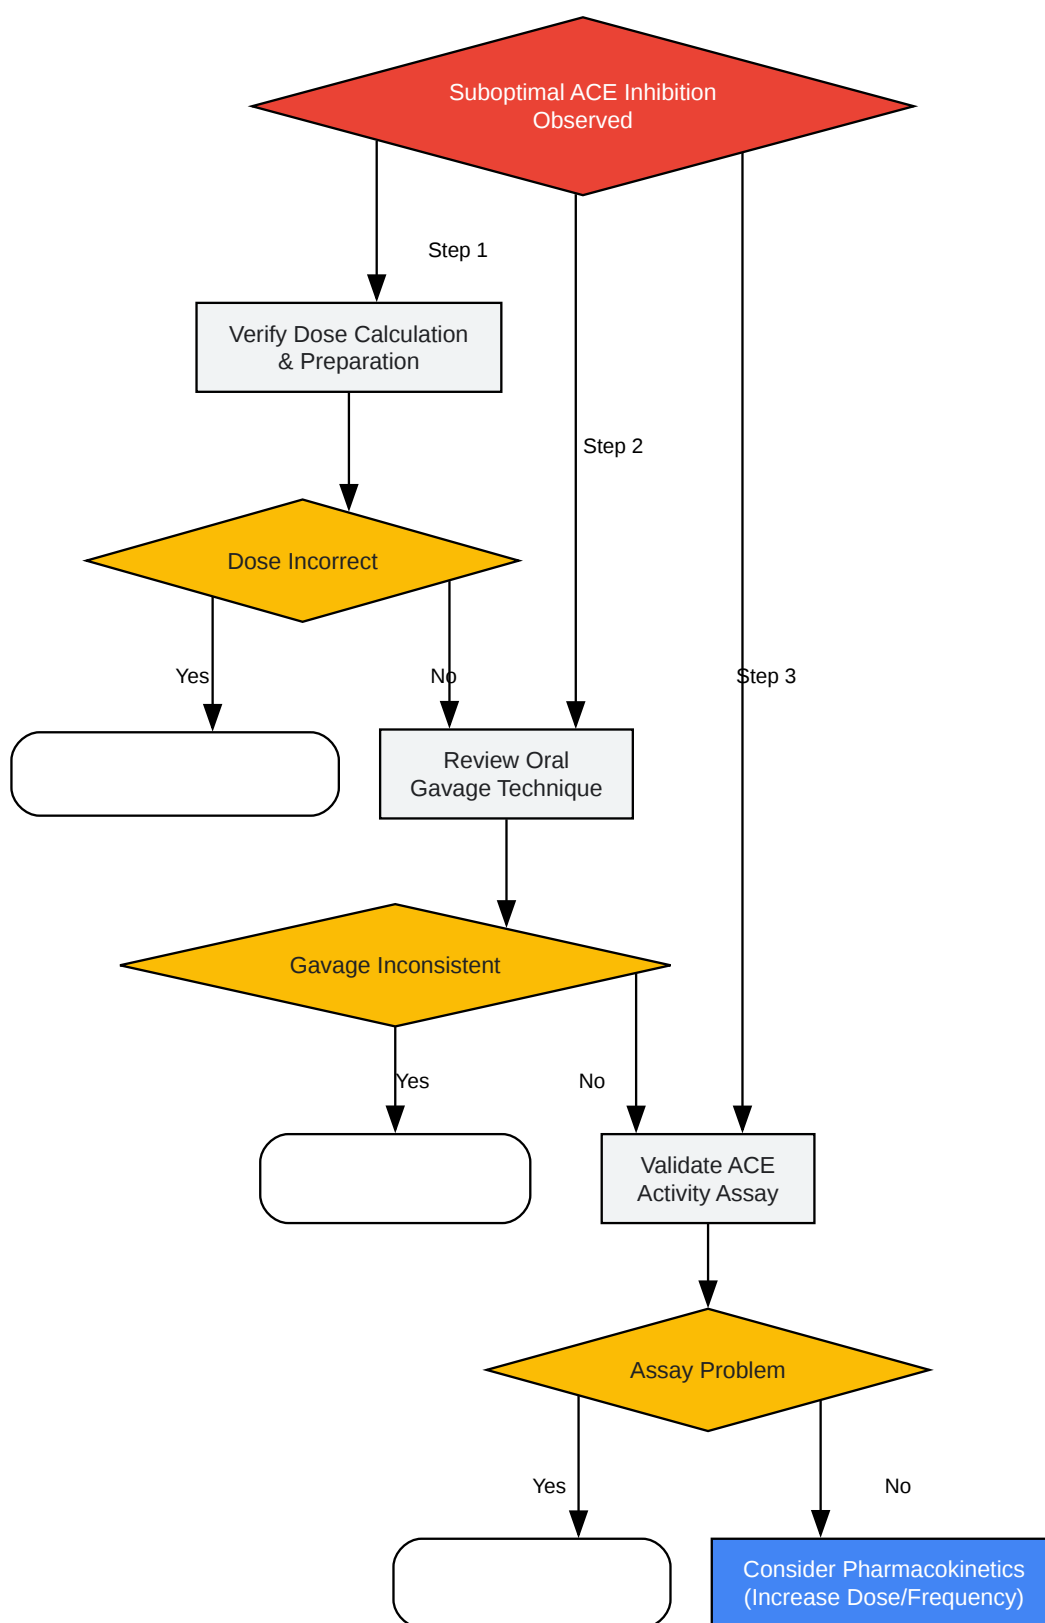 Suboptimal ACE Inhibition
Observed
Step 1
Verify Dose Calculation
& Preparation
Step 2
Dose Incorrect
Yes
No
Step 3
Review Oral
Gavage Technique
Gavage Inconsistent
Yes
No
Validate ACE
Activity Assay
Assay Problem
Yes
No
Consider Pharmacokinetics
(Increase Dose/Frequency)